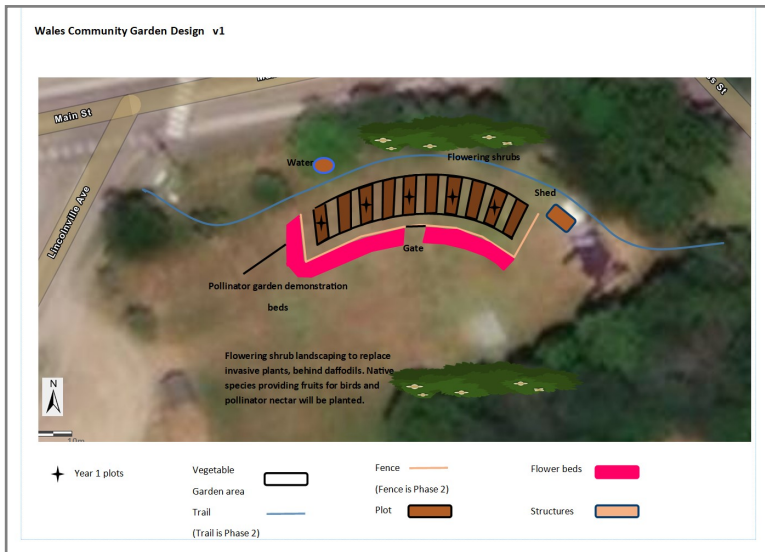 Wales Community Garden Design v1
Main St
Lincolnville Ave
Water
Flowering shrubs
Shed
Gate
Pollinator garden demonstration
beds
Flowering shrub landscaping to replace
invasive plants, behind daffodils. Native
species providing fruits for birds and
pollinator nectar will be planted.
N
10m
Year 1 plots
Vegetable
Garden area
Trail
(Trail is Phase 2)
Fence
(Fence is Phase 2)
Plot
Flower beds
Structures